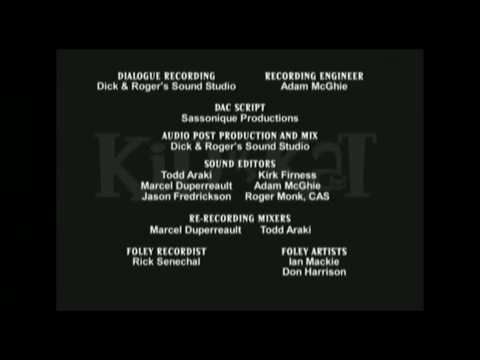 DIALOGUE RECORDING RECORDING ENGINEER
Dick & Roger's Sound Studio Adam McGhie
DAC SCRIPT
Sassonique Productions
AUDIO POST PRODUCTION AND MIX
Dick & Roger's Sound Studio
SOUND EDITORS
Todd Araki Kirk Firness
Marcel Duperreault Adam McGhie
Jason Fredrickson Roger Monk, CAS
RE-RECORDING MIXERS
Marcel Duperreault Todd Araki
FOLEY RECORDIST FOLEY ARTISTS
Rick Senechal Ian Mackie
Don Harrison